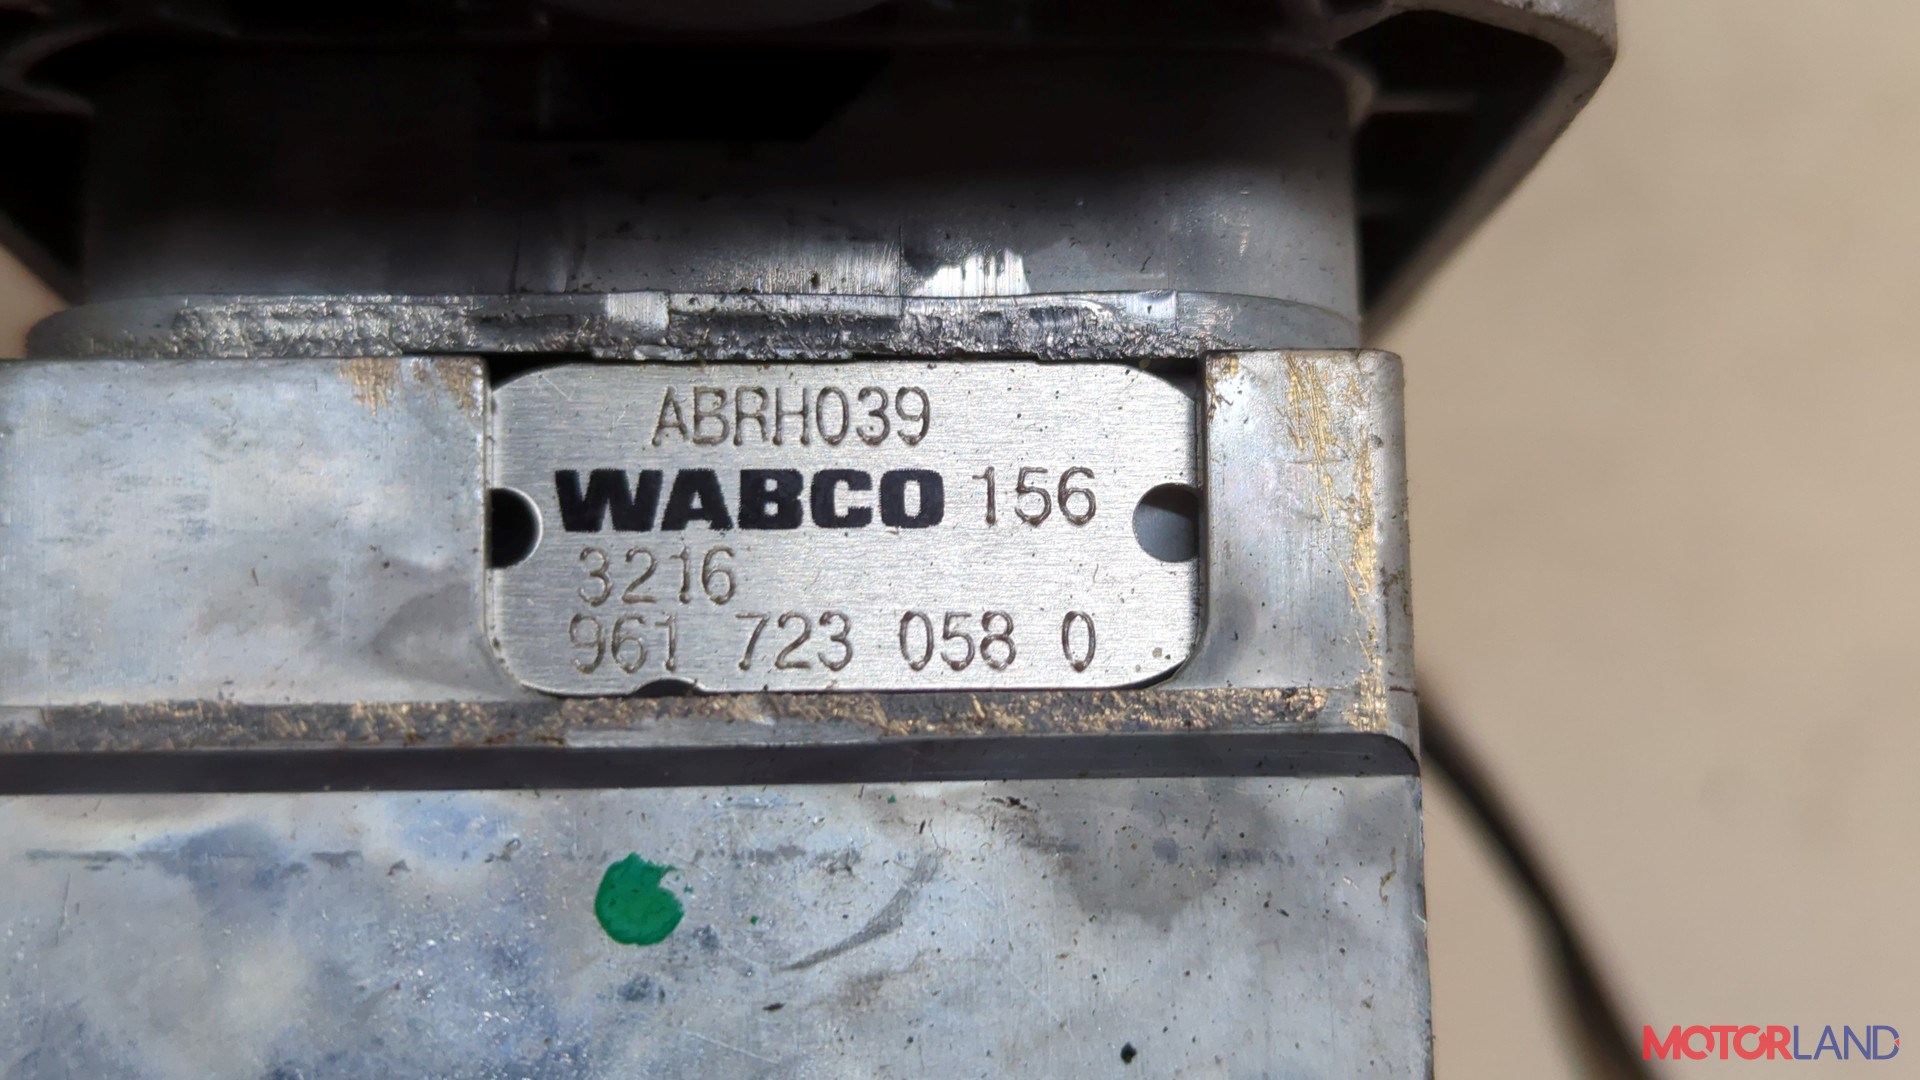 ABRH039
WABCO 156
3216
961 723 058 0
MOTORLAND